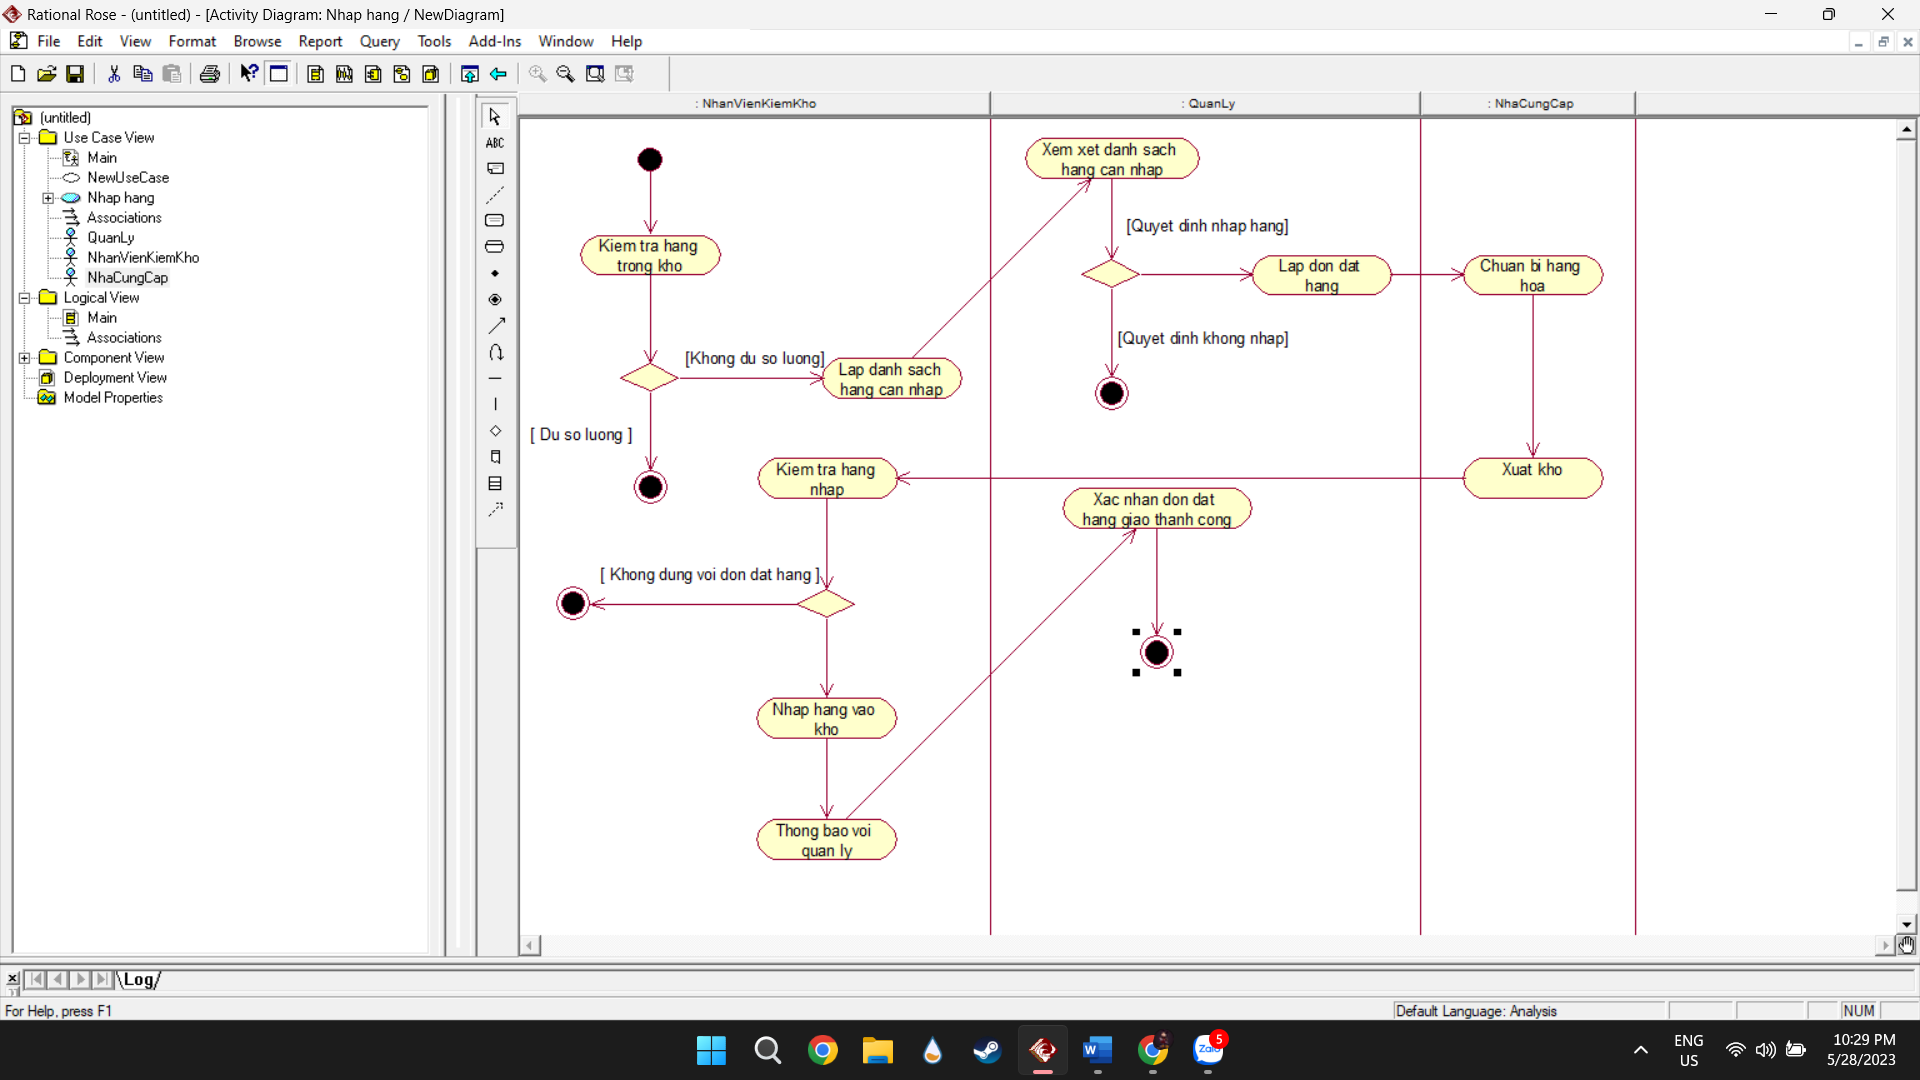 Rational Rose - (untitled) - [Activity Diagram: Nhap hang / NewDiagram]
File Edit View Format Browse Report Query Tools Add-Ins Window Help
(untitled)
Use Case View
Main
NewUseCase
Nhap hang
Associations
QuanLy
NhanVienKiemKho
NhaCungCap
Logical View
Main
Associations
Component View
Deployment View
Model Properties
ABC
: NhanVienKiemKho
: QuanLy
: NhaCungCap
Kiem tra hang
trong kho
[Khong du so luong]
Lap danh sach
hang can nhap
[ Du so luong ]
Xem xet danh sach
hang can nhap
[Quyet dinh nhap hang]
Lap don dat
hang
Chuan bi hang
hoa
[Quyet dinh khong nhap]
Xuat kho
Kiem tra hang
nhap
Xac nhan don dat
hang giao thanh cong
[ Khong dung voi don dat hang ]
Nhap hang vao
kho
Thong bao voi
quan ly
Log
For Help, press F1
Default Language: Analysis
NUM
Zalo
5
ENG
US
10:29 PM
5/28/2023